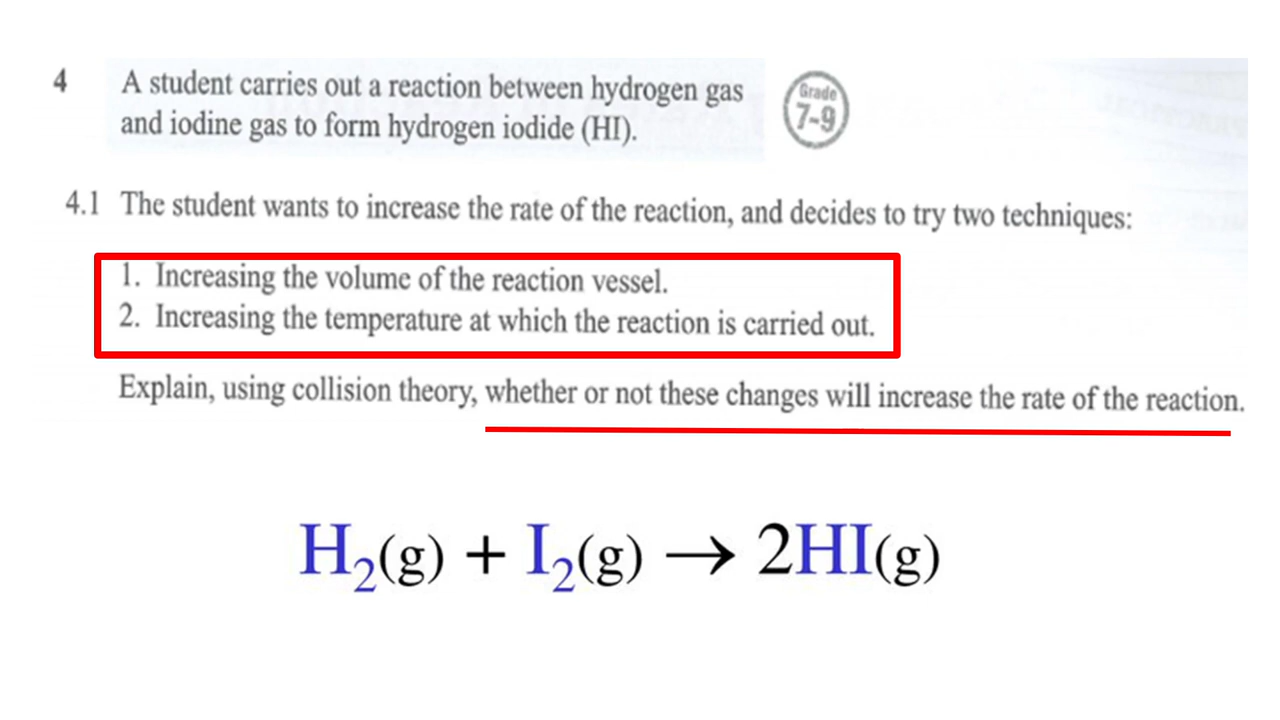 4 A student carries out a reaction between hydrogen gas
and iodine gas to form hydrogen iodide (HI).
Grade
7-9
4.1 The student wants to increase the rate of the reaction, and decides to try two techniques:
1. Increasing the volume of the reaction vessel.
2. Increasing the temperature at which the reaction is carried out.
Explain, using collision theory, whether or not these changes will increase the rate of the reaction.
H₂(g) + I₂(g) → 2HI(g)